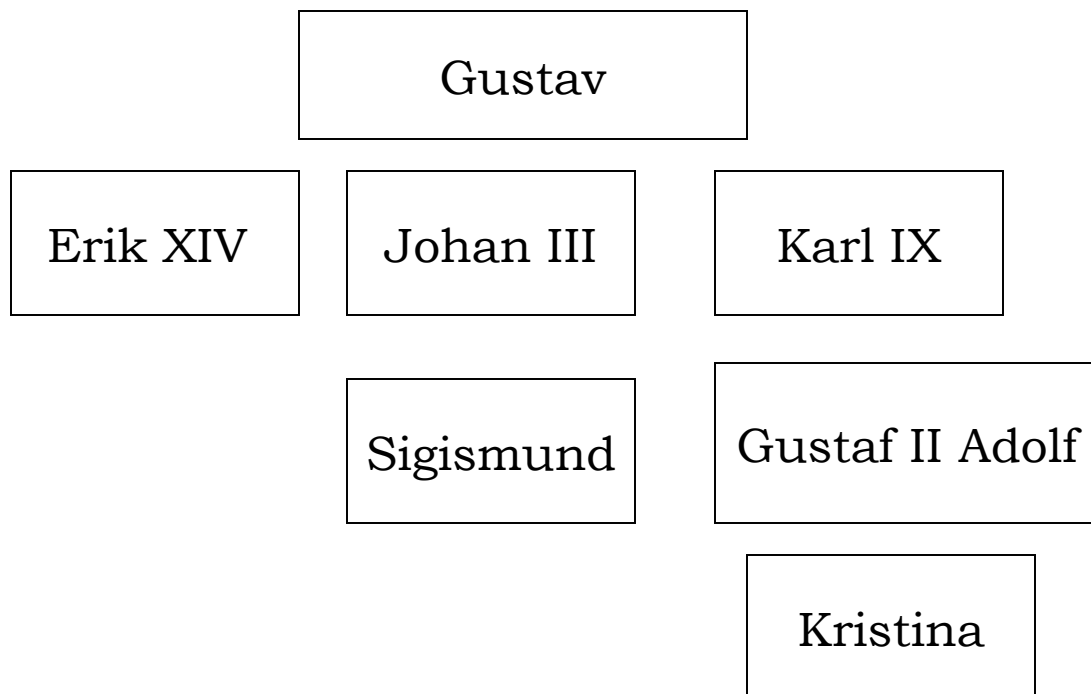 Gustav
Erik XIV
Johan III
Karl IX
Sigismund
Gustaf II Adolf
Kristina